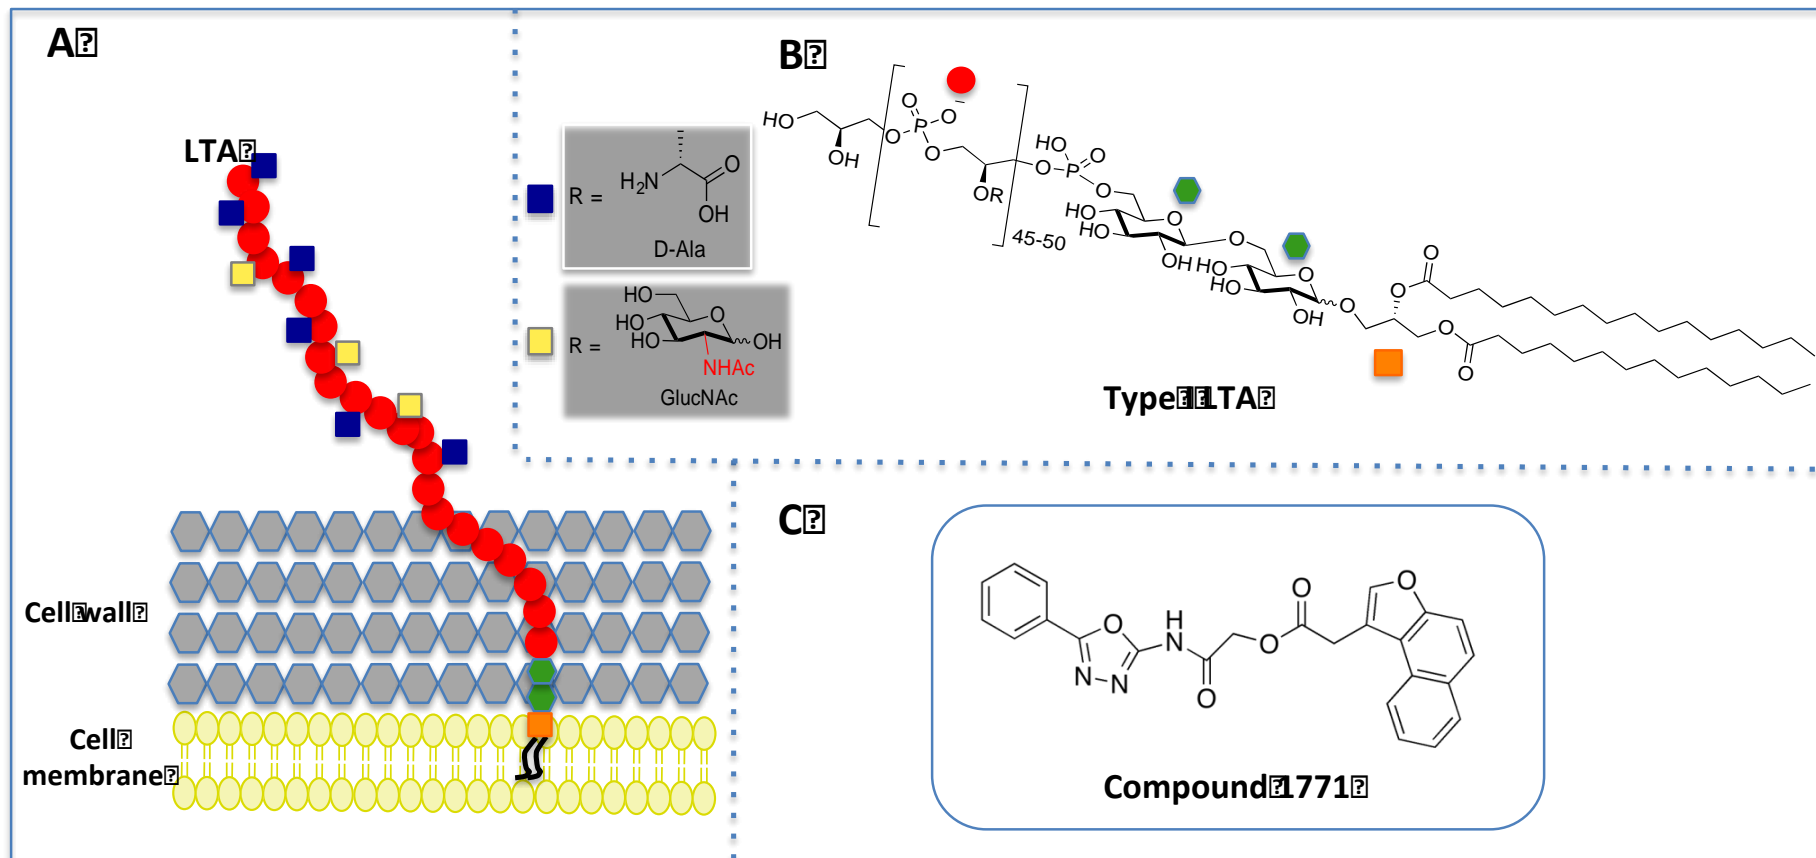 A
LTA
Cell wall
Cell
membrane
B
R =
H₂N
O
OH
D-Ala
R =
HO
HO
HO
OH
NHAc
GlucNAc
HO
OH
O
O
P
O
–
O
OR
45-50
HO
O
P
O
O
HO
HO
O
OH
O
HO
HO
O
OH
O
O
O
O
O
Type I LTA
C
O
N
N
H
N
O
O
O
O
Compound 1771